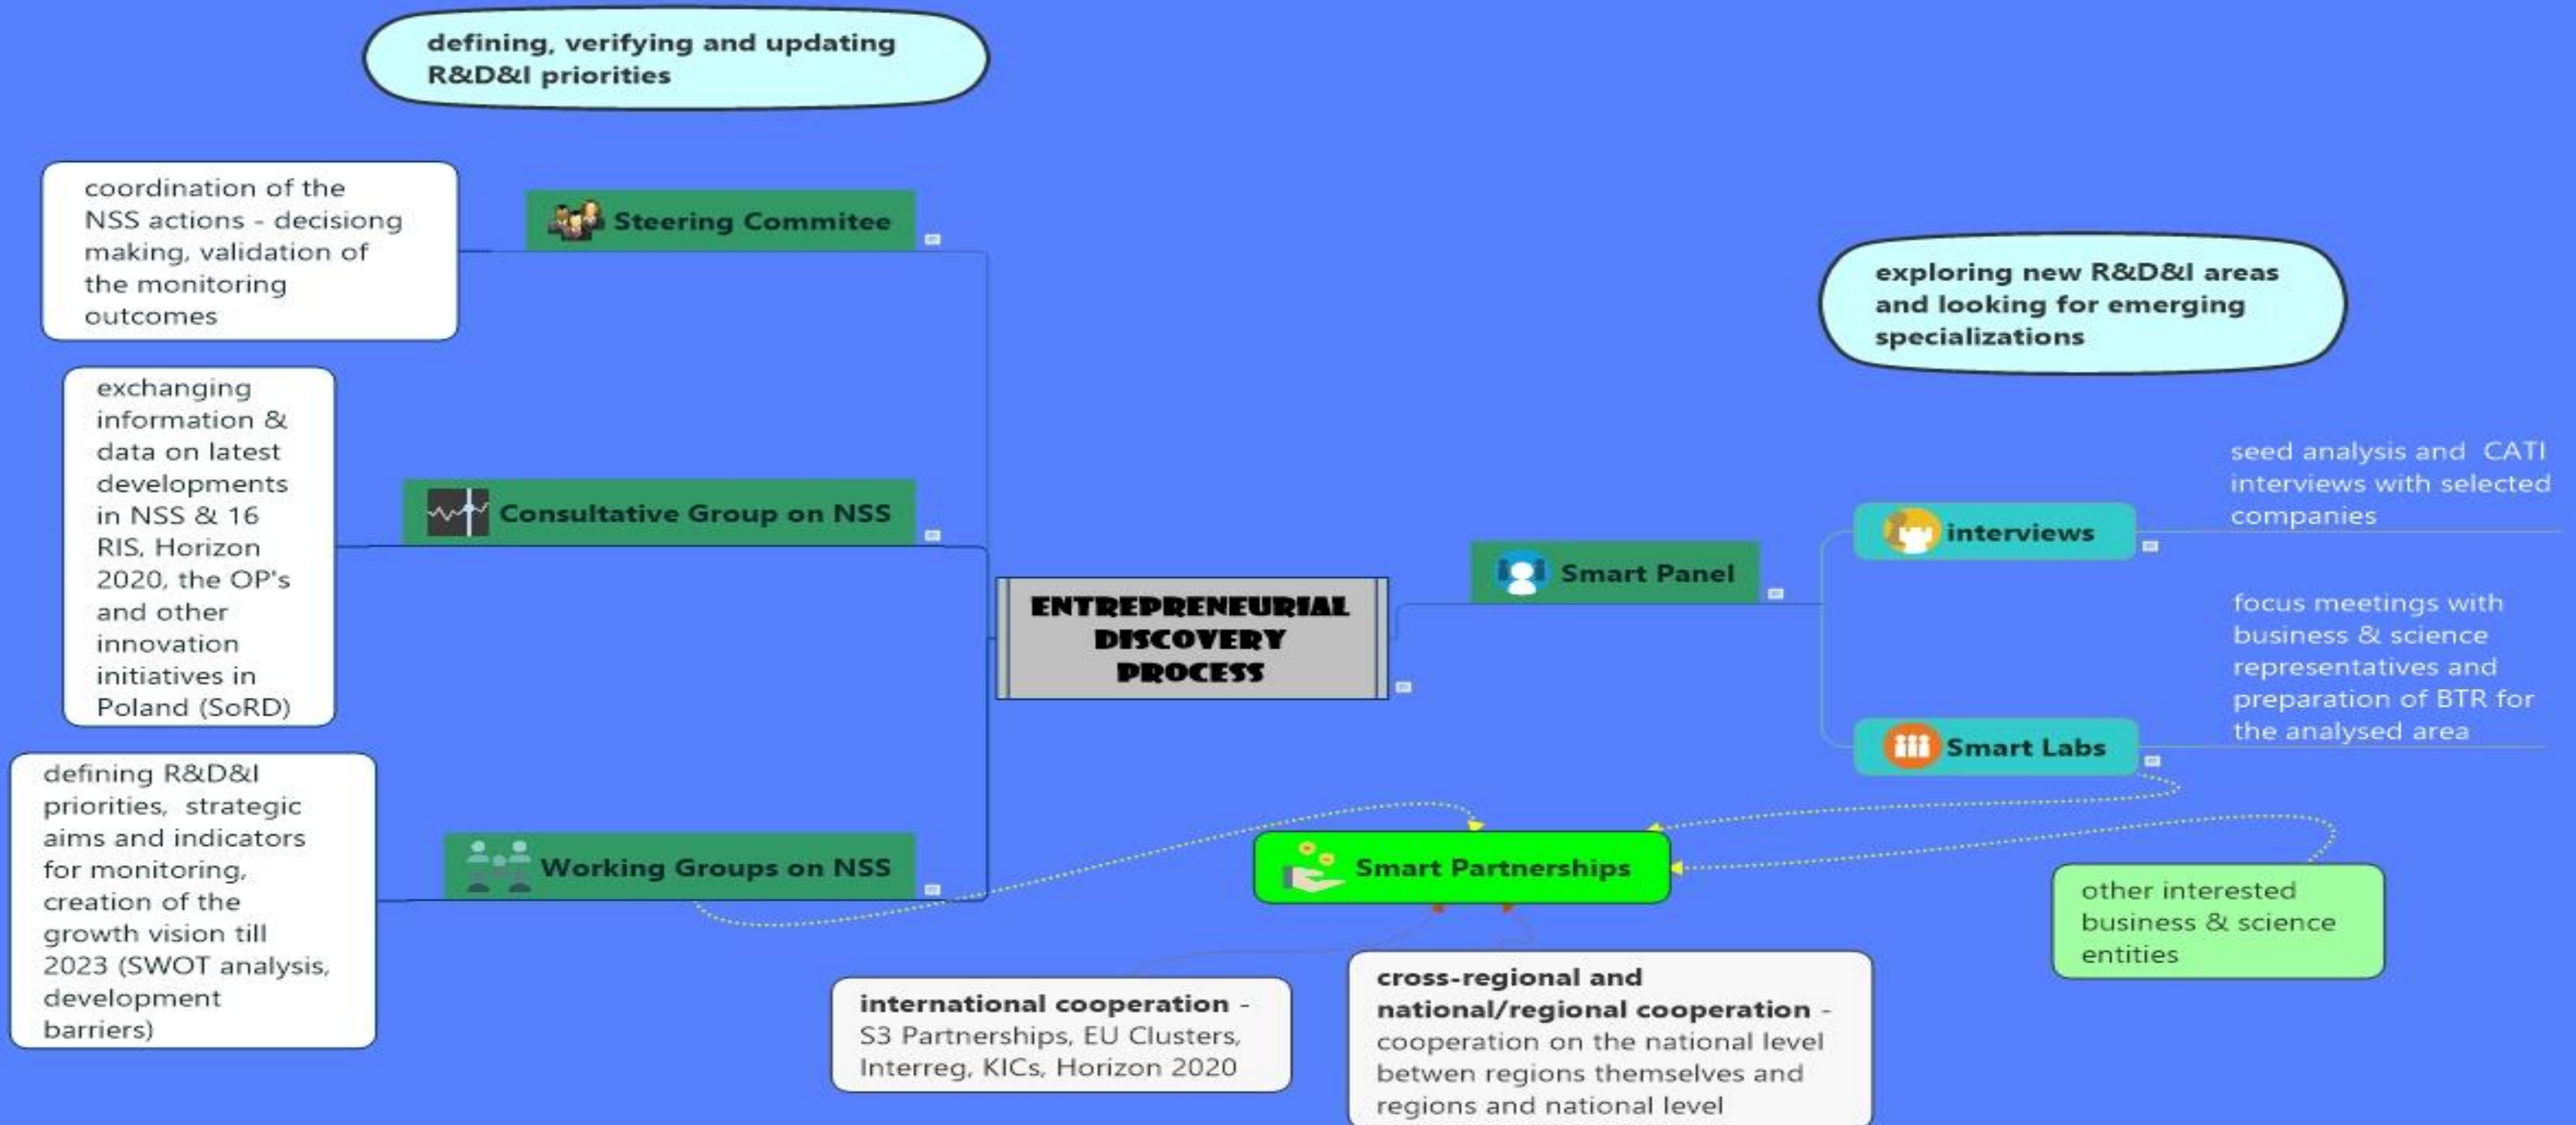 defining, verifying and updating
R&D&I priorities
coordination of the
NSS actions - decisiong
making, validation of
the monitoring
outcomes
Steering Commitee
exchanging
information &
data on latest
developments
in NSS & 16
RIS, Horizon
2020, the OP's
and other
innovation
initiatives in
Poland (SoRD)
Consultative Group on NSS
defining R&D&I
priorities, strategic
aims and indicators
for monitoring,
creation of the
growth vision till
2023 (SWOT analysis,
development
barriers)
Working Groups on NSS
ENTREPRENEURIAL
DISCOVERY
PROCESS
exploring new R&D&I areas
and looking for emerging
specializations
Smart Panel
interviews
seed analysis and CATI
interviews with selected
companies
Smart Labs
focus meetings with
business & science
representatives and
preparation of BTR for
the analysed area
Smart Partnerships
other interested
business & science
entities
international cooperation -
S3 Partnerships, EU Clusters,
Interreg, KICs, Horizon 2020
cross-regional and
national/regional cooperation -
cooperation on the national level
betwen regions themselves and
regions and national level